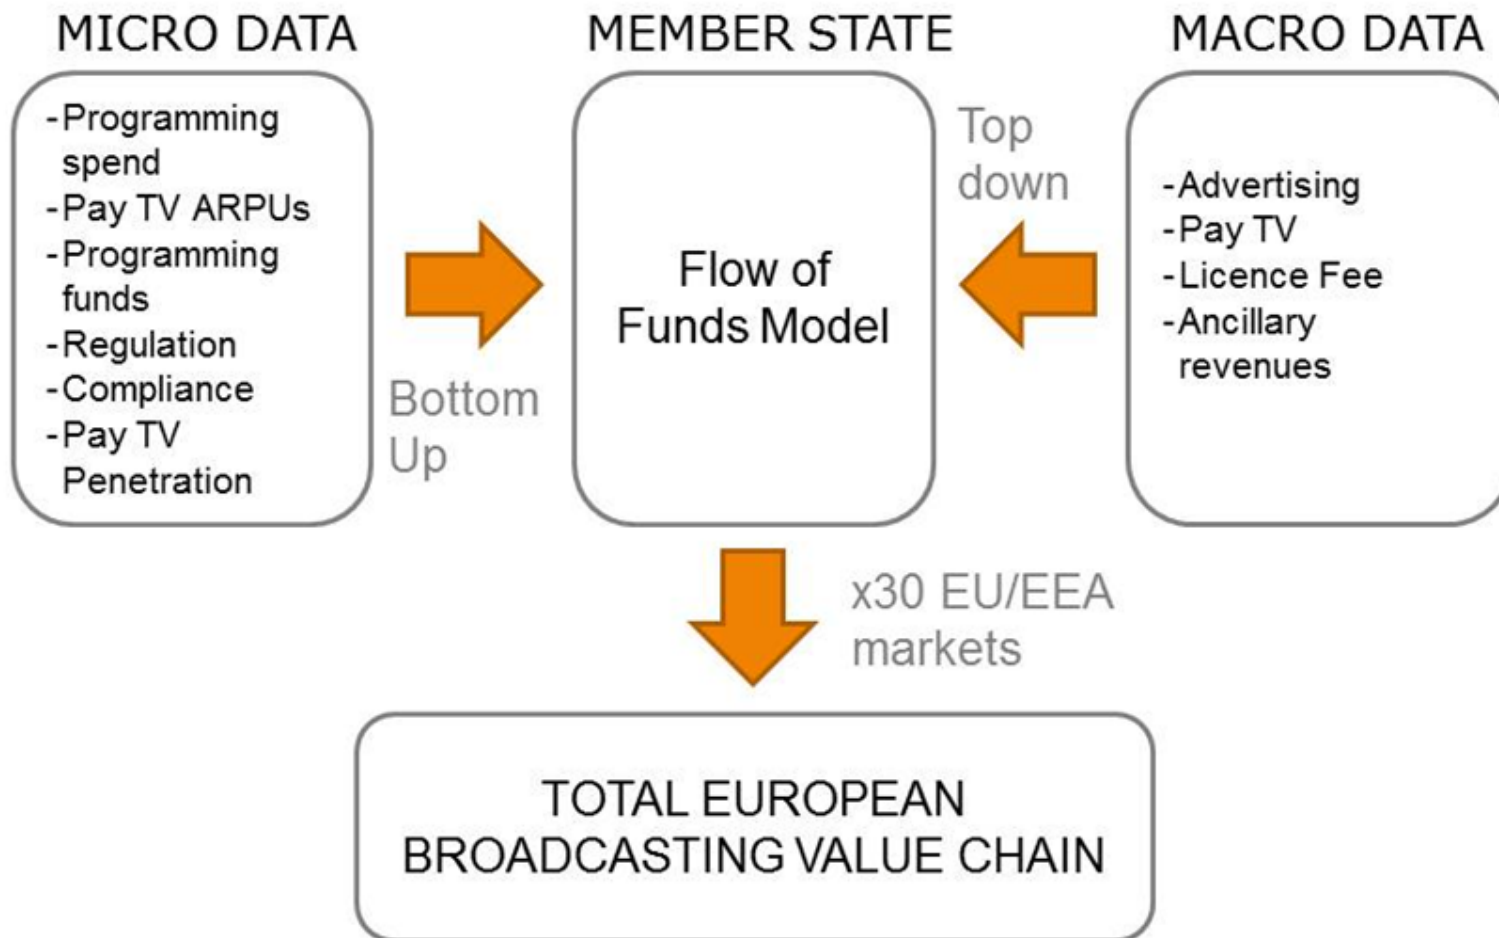 MICRO DATA
-Programming
spend
-Pay TV ARPUs
-Programming
funds
-Regulation
-Compliance
-Pay TV
Penetration
Bottom
Up
MEMBER STATE
Flow of
Funds Model
MACRO DATA
Top
down
-Advertising
-Pay TV
-Licence Fee
-Ancillary
revenues
x30 EU/EEA
markets
TOTAL EUROPEAN
BROADCASTING VALUE CHAIN